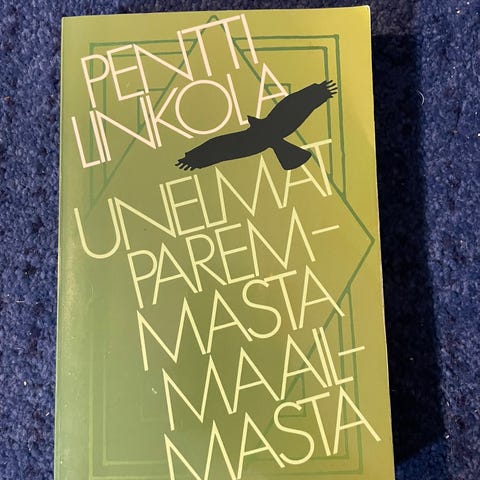 PENTTI
LINKOLA
UNELMAT
PAREM-
MASTA
MAAIL-
MASTA